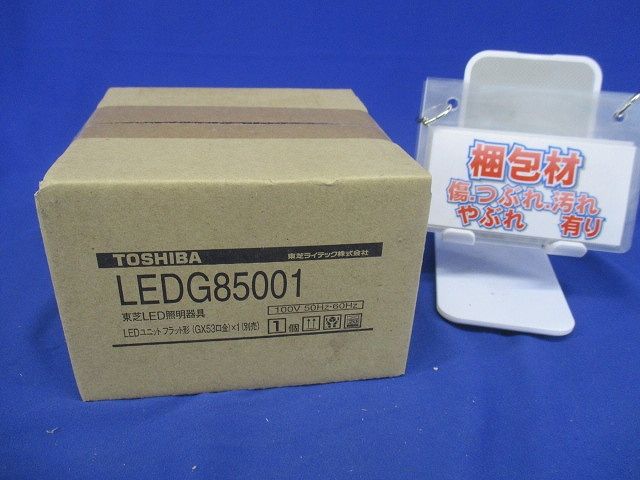 TOSHIBA 東芝ライテック株式会社
LEDG85001
100V 50Hz-60Hz
東芝LED照明器具
LEDユニット フラット形 (GX53口金)×1(別売) 1個
梱包材
傷.つぶれ.汚れ
やぶれ 有り